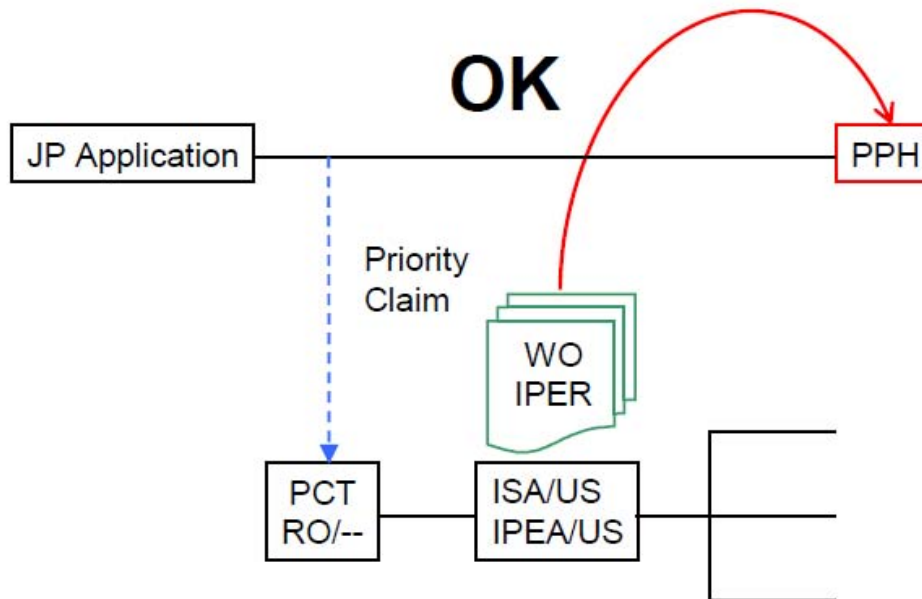 OK
JP Application
PPH
Priority
Claim
WO
IPER
PCT
RO/--
ISA/US
IPEA/US